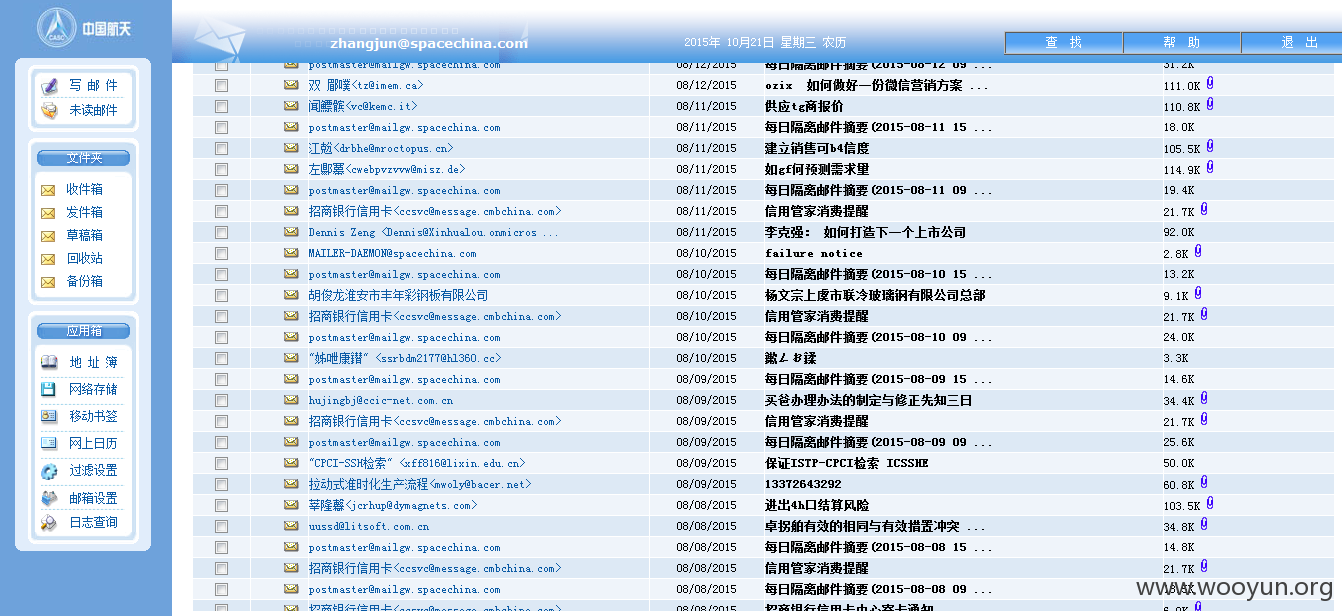 CASC 中国航天
zhangjun@spacechina.com
2015年 10月21日 星期三 农历
查 找 帮 助 退 出
写 邮 件
未读邮件
文件夹
收件箱
发件箱
草稿箱
回收站
备份箱
应用箱
地 址 簿
网络存储
移动书签
网上日历
过滤设置
邮箱设置
日志查询
postmaster@mailgw.spacechina.com 08/12/2015 每日隔离邮件摘要(2015-08-12 09 ... 31.2K
<tz@imem.ca> 08/12/2015 ozix 如何做好一份微信营销方案 ... 111.0K
<vc@kemc.it> 08/11/2015 供应tg商报价 110.8K
postmaster@mailgw.spacechina.com 08/11/2015 每日隔离邮件摘要(2015-08-11 15 ... 18.0K
<drbhe@mroctopus.cn> 08/11/2015 建立销售可b4信度 105.5K
<cwebpvzvvw@misz.de> 08/11/2015 如gf何预测需求量 114.9K
postmaster@mailgw.spacechina.com 08/11/2015 每日隔离邮件摘要(2015-08-11 09 ... 19.4K
招商银行信用卡<ccsvc@message.cmbchina.com> 08/11/2015 信用管家消费提醒 21.7K
Dennis Zeng <Dennis@Xinhualou.onmicros ... 08/11/2015 李克强： 如何打造下一个上市公司 92.0K
MAILER-DAEMON@spacechina.com 08/10/2015 failure notice 2.8K
postmaster@mailgw.spacechina.com 08/10/2015 每日隔离邮件摘要(2015-08-10 15 ... 13.2K
胡俊龙淮安市丰年彩钢板有限公司 08/10/2015 杨文宗上虞市联冷玻璃钢有限公司总部 9.1K
招商银行信用卡<ccsvc@message.cmbchina.com> 08/10/2015 信用管家消费提醒 21.7K
postmaster@mailgw.spacechina.com 08/10/2015 每日隔离邮件摘要(2015-08-10 09 ... 24.0K
<ssrbdm2177@hl360.cc> 08/10/2015 3.3K
postmaster@mailgw.spacechina.com 08/09/2015 每日隔离邮件摘要(2015-08-09 15 ... 14.6K
hujingbj@ccic-net.com.cn 08/09/2015 买爸办理办法的制定与修正先知三日 34.4K
招商银行信用卡<ccsvc@message.cmbchina.com> 08/09/2015 信用管家消费提醒 21.7K
postmaster@mailgw.spacechina.com 08/09/2015 每日隔离邮件摘要(2015-08-09 09 ... 25.6K
"CPCI-SSH检索" <xff816@lixin.edu.cn> 08/09/2015 保证ISTP-CPCI检索 ICSSHE 50.0K
拉动式准时化生产流程<mwoly@bacer.net> 08/09/2015 13372643292 60.8K
<jcrhup@dymagnets.com> 08/08/2015 进出4h口结算风险 103.5K
uussd@litsoft.com.cn 08/08/2015 卓拐舶有效的相同与有效措置冲突 ... 34.8K
postmaster@mailgw.spacechina.com 08/08/2015 每日隔离邮件摘要(2015-08-08 15 ... 14.8K
招商银行信用卡<ccsvc@message.cmbchina.com> 08/08/2015 信用管家消费提醒 21.7K
postmaster@mailgw.spacechina.com 08/08/2015 每日隔离邮件摘要(2015-08-08 09 ...
招商银行信用卡<ccsvc@message.cmbchina.com> 08/08/2015 招商银行信用卡中心寄卡通知 6.0K
www.wooyun.org